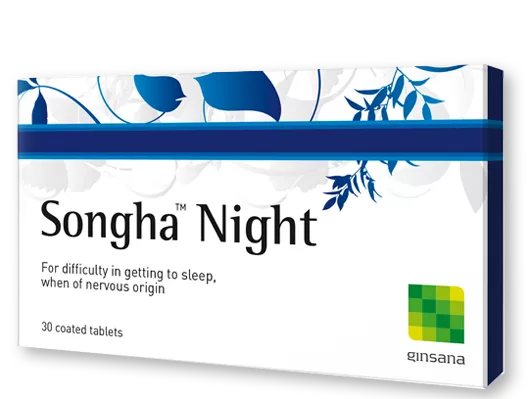 Songha™ Night
For difficulty in getting to sleep,
when of nervous origin
30 coated tablets
ginsana